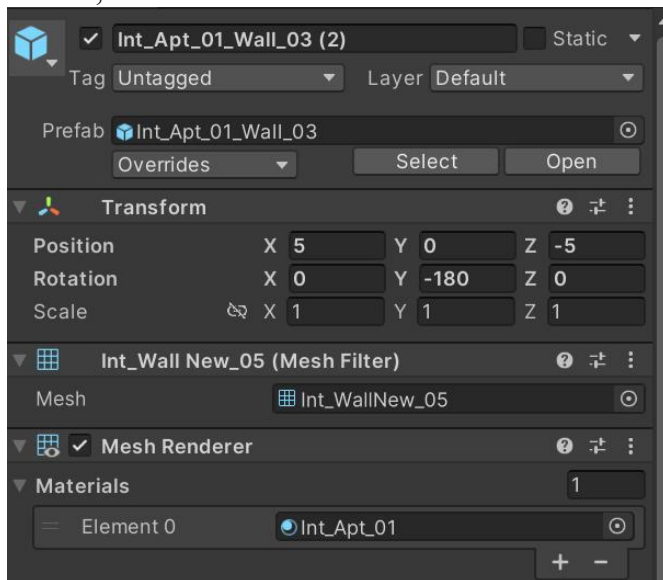 Int_Apt_01_Wall_03 (2) Static
Tag Untagged Layer Default
Prefab Int_Apt_01_Wall_03
Overrides Select Open
Transform
Position X 5 Y 0 Z -5
Rotation X 0 Y -180 Z 0
Scale X 1 Y 1 Z 1
Int_Wall New_05 (Mesh Filter)
Mesh Int_WallNew_05
Mesh Renderer
Materials 1
Element 0 Int_Apt_01
+ -